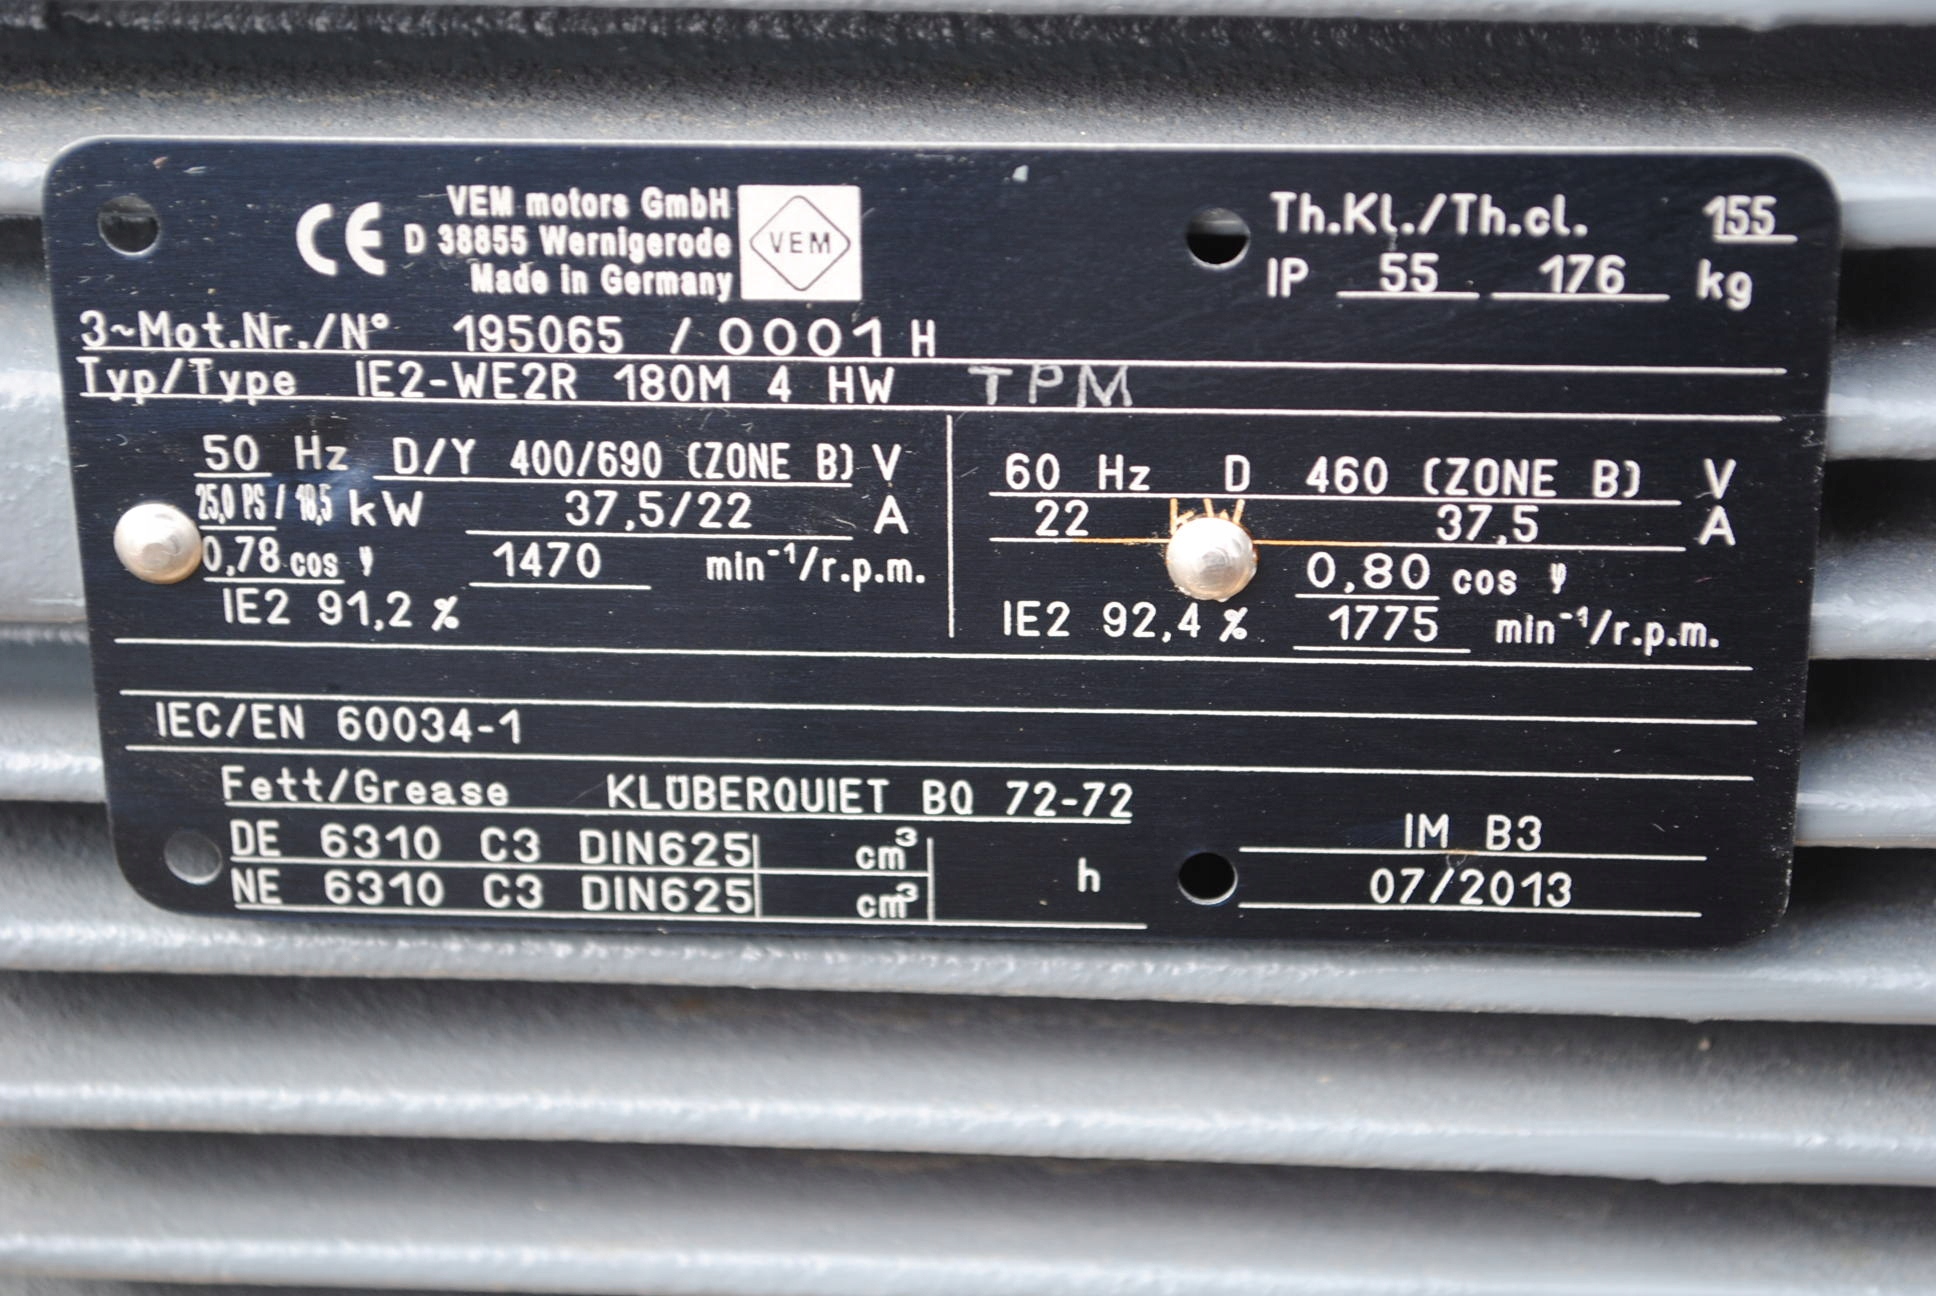 CE VEM motors GmbH
D 38855 Wernigerode
Made in Germany
VEM
Th.Kl./Th.cl. 155
IP 55 176 kg
3~Mot.Nr./N° 195065 / 0001 H
Typ/Type IE2-WE2R 180M 4 HW TPM
50 Hz D/Y 400/690 (ZONE B) V
25,0 PS / 18,5 kW 37,5/22 A
0,78 cos φ 1470 min⁻¹/r.p.m.
IE2 91,2 %
60 Hz D 460 (ZONE B) V
22 kW 37,5 A
0,80 cos φ
IE2 92,4 % 1775 min⁻¹/r.p.m.
IEC/EN 60034-1
Fett/Grease KLÜBERQUIET BQ 72-72
DE 6310 C3 DIN625 cm³
NE 6310 C3 DIN625 cm³
h
IM B3
07/2013